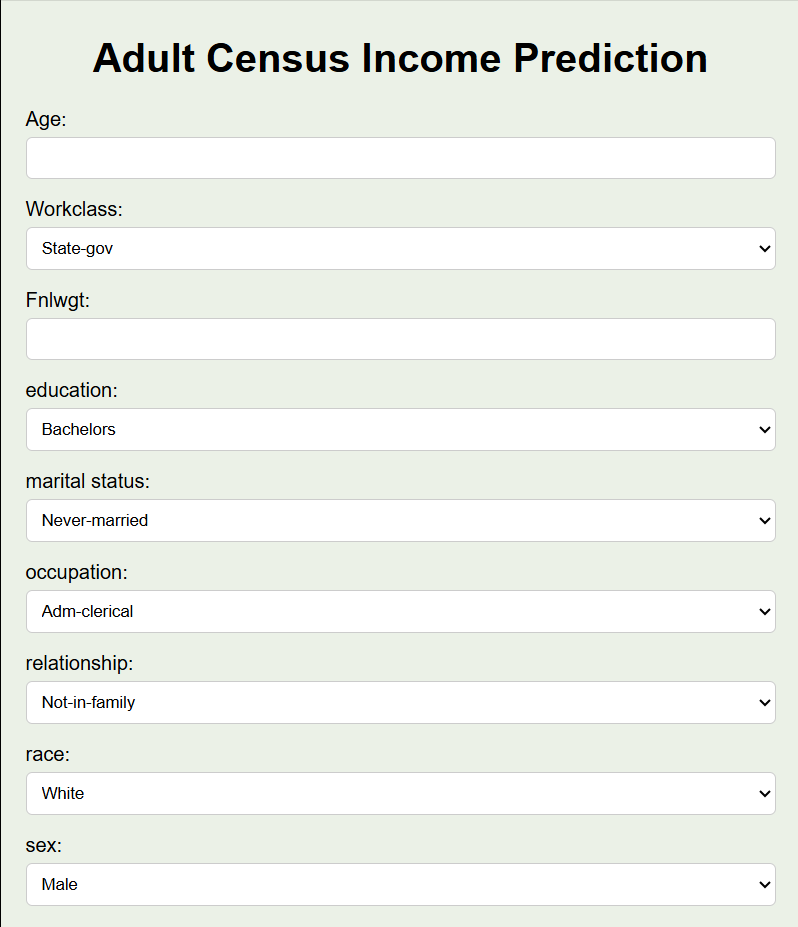 Adult Census Income Prediction
Age:
Workclass:
State-gov
Fnlwgt:
education:
Bachelors
marital status:
Never-married
occupation:
Adm-clerical
relationship:
Not-in-family
race:
White
sex:
Male